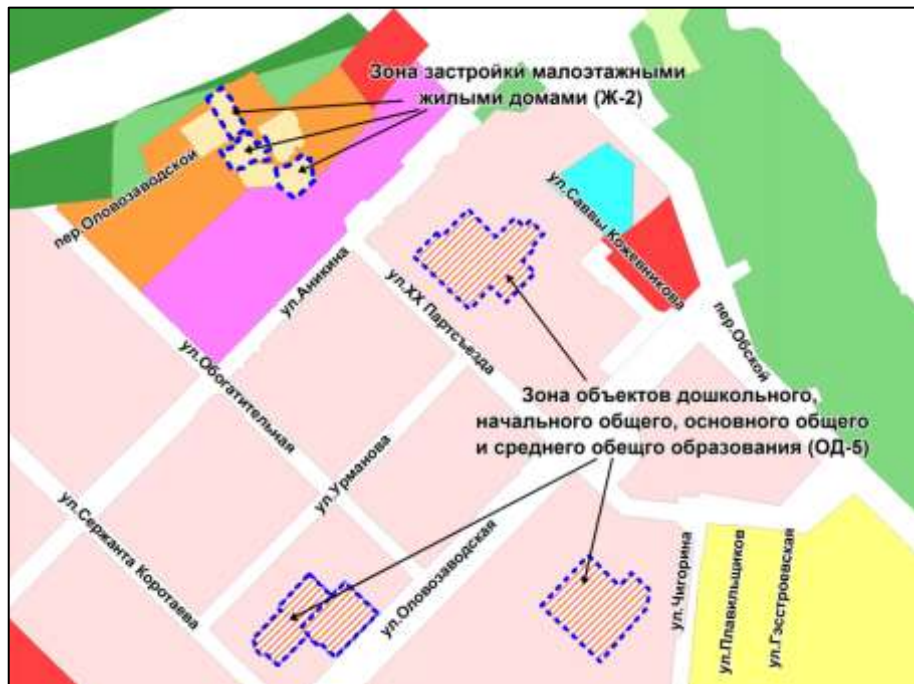 Зона застройки малоэтажными
жилыми домами (Ж-2)
пер.Оловозаводской
ул.Саввы Кожевникова
ул.Аникина
ул.ХХ Партсъезда
пер.Обской
ул.Обогатительная
Зона объектов дошкольного,
начального общего, основного общего
и среднего обещго образования (ОД-5)
ул.Урманова
ул.Сержанта Коротаева
ул.Оловозаводская
ул.Чигорина
ул.Плавильщиков
ул.Гэсстроевская